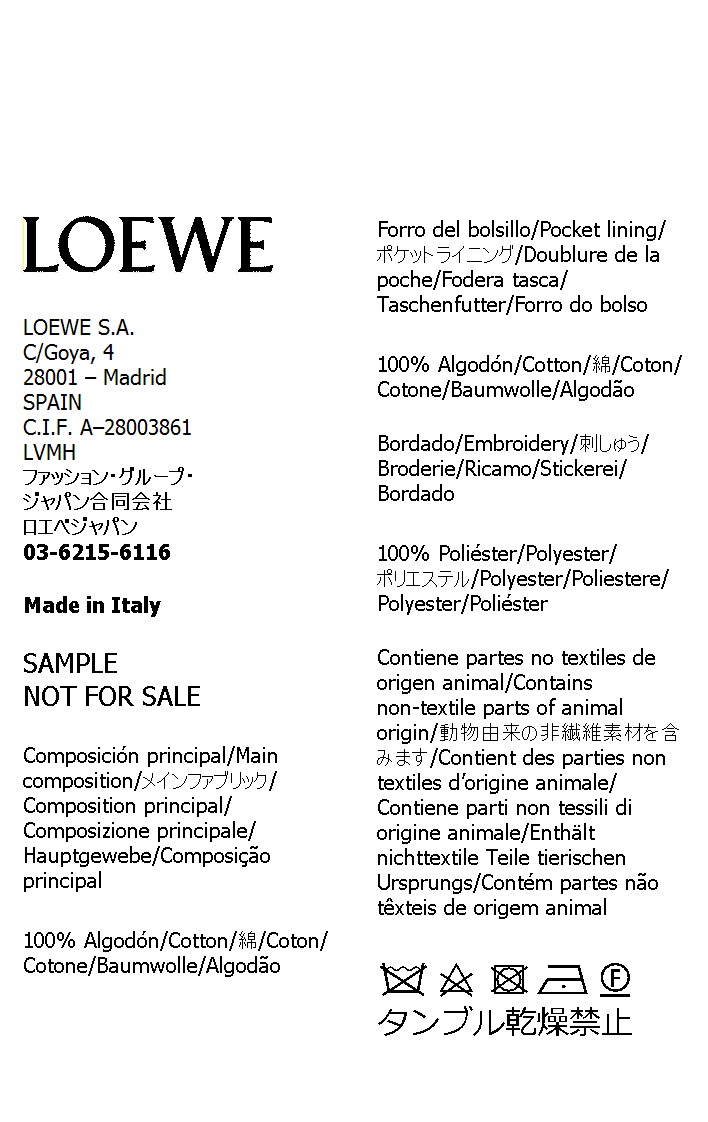 LOEWE
LOEWE S.A.
C/Goya, 4
28001 – Madrid
SPAIN
C.I.F. A–28003861
LVMH
ファッション・グループ・
ジャパン合同会社
ロエベジャパン
03-6215-6116
Made in Italy
SAMPLE
NOT FOR SALE
Composición principal/Main
composition/メインファブリック/
Composition principal/
Composizione principale/
Hauptgewebe/Composição
principal
100% Algodón/Cotton/綿/Coton/
Cotone/Baumwolle/Algodão
Forro del bolsillo/Pocket lining/
ポケットライニング/Doublure de la
poche/Fodera tasca/
Taschenfutter/Forro do bolso
100% Algodón/Cotton/綿/Coton/
Cotone/Baumwolle/Algodão
Bordado/Embroidery/刺しゅう/
Broderie/Ricamo/Stickerei/
Bordado
100% Poliéster/Polyester/
ポリエステル/Polyester/Poliestere/
Polyester/Poliéster
Contiene partes no textiles de
origen animal/Contains
non-textile parts of animal
origin/動物由来の非繊維素材を含
みます/Contient des parties non
textiles d’origine animale/
Contiene parti non tessili di
origine animale/Enthält
nichttextile Teile tierischen
Ursprungs/Contém partes não
têxteis de origem animal
F
タンブル乾燥禁止